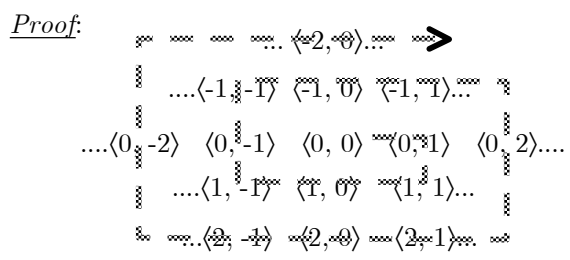 Proof:
... ⟨-2, 0⟩...
....⟨-1, -1⟩ ⟨-1, 0⟩ ⟨-1, 1⟩...
....⟨0, -2⟩ ⟨0, -1⟩ ⟨0, 0⟩ ⟨0, 1⟩ ⟨0, 2⟩....
....⟨1, -1⟩ ⟨1, 0⟩ ⟨1, 1⟩...
...⟨2, -1⟩ ⟨2, 0⟩ ⟨2, 1⟩...